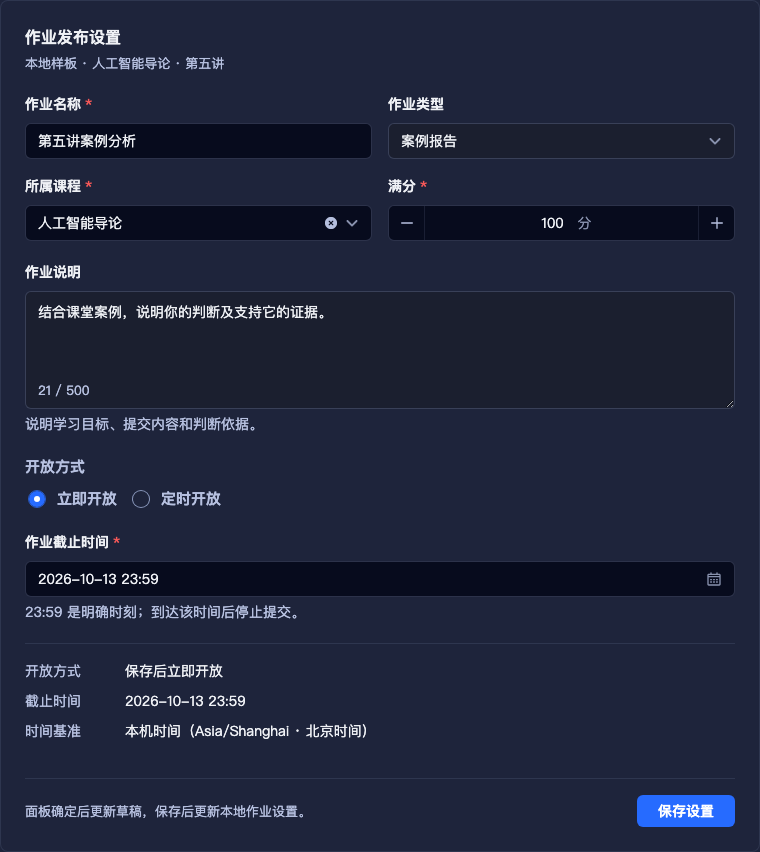 作业发布设置
本地样板 · 人工智能导论 · 第五讲
作业名称 *
作业类型
第五讲案例分析
案例报告
所属课程 *
满分 *
人工智能导论
100 分
作业说明
结合课堂案例，说明你的判断及支持它的证据。
21 / 500
说明学习目标、提交内容和判断依据。
开放方式
立即开放
定时开放
作业截止时间 *
2026-10-13 23:59
23:59 是明确时刻；到达该时间后停止提交。
开放方式 保存后立即开放
截止时间 2026-10-13 23:59
时间基准 本机时间（Asia/Shanghai · 北京时间）
面板确定后更新草稿，保存后更新本地作业设置。
保存设置